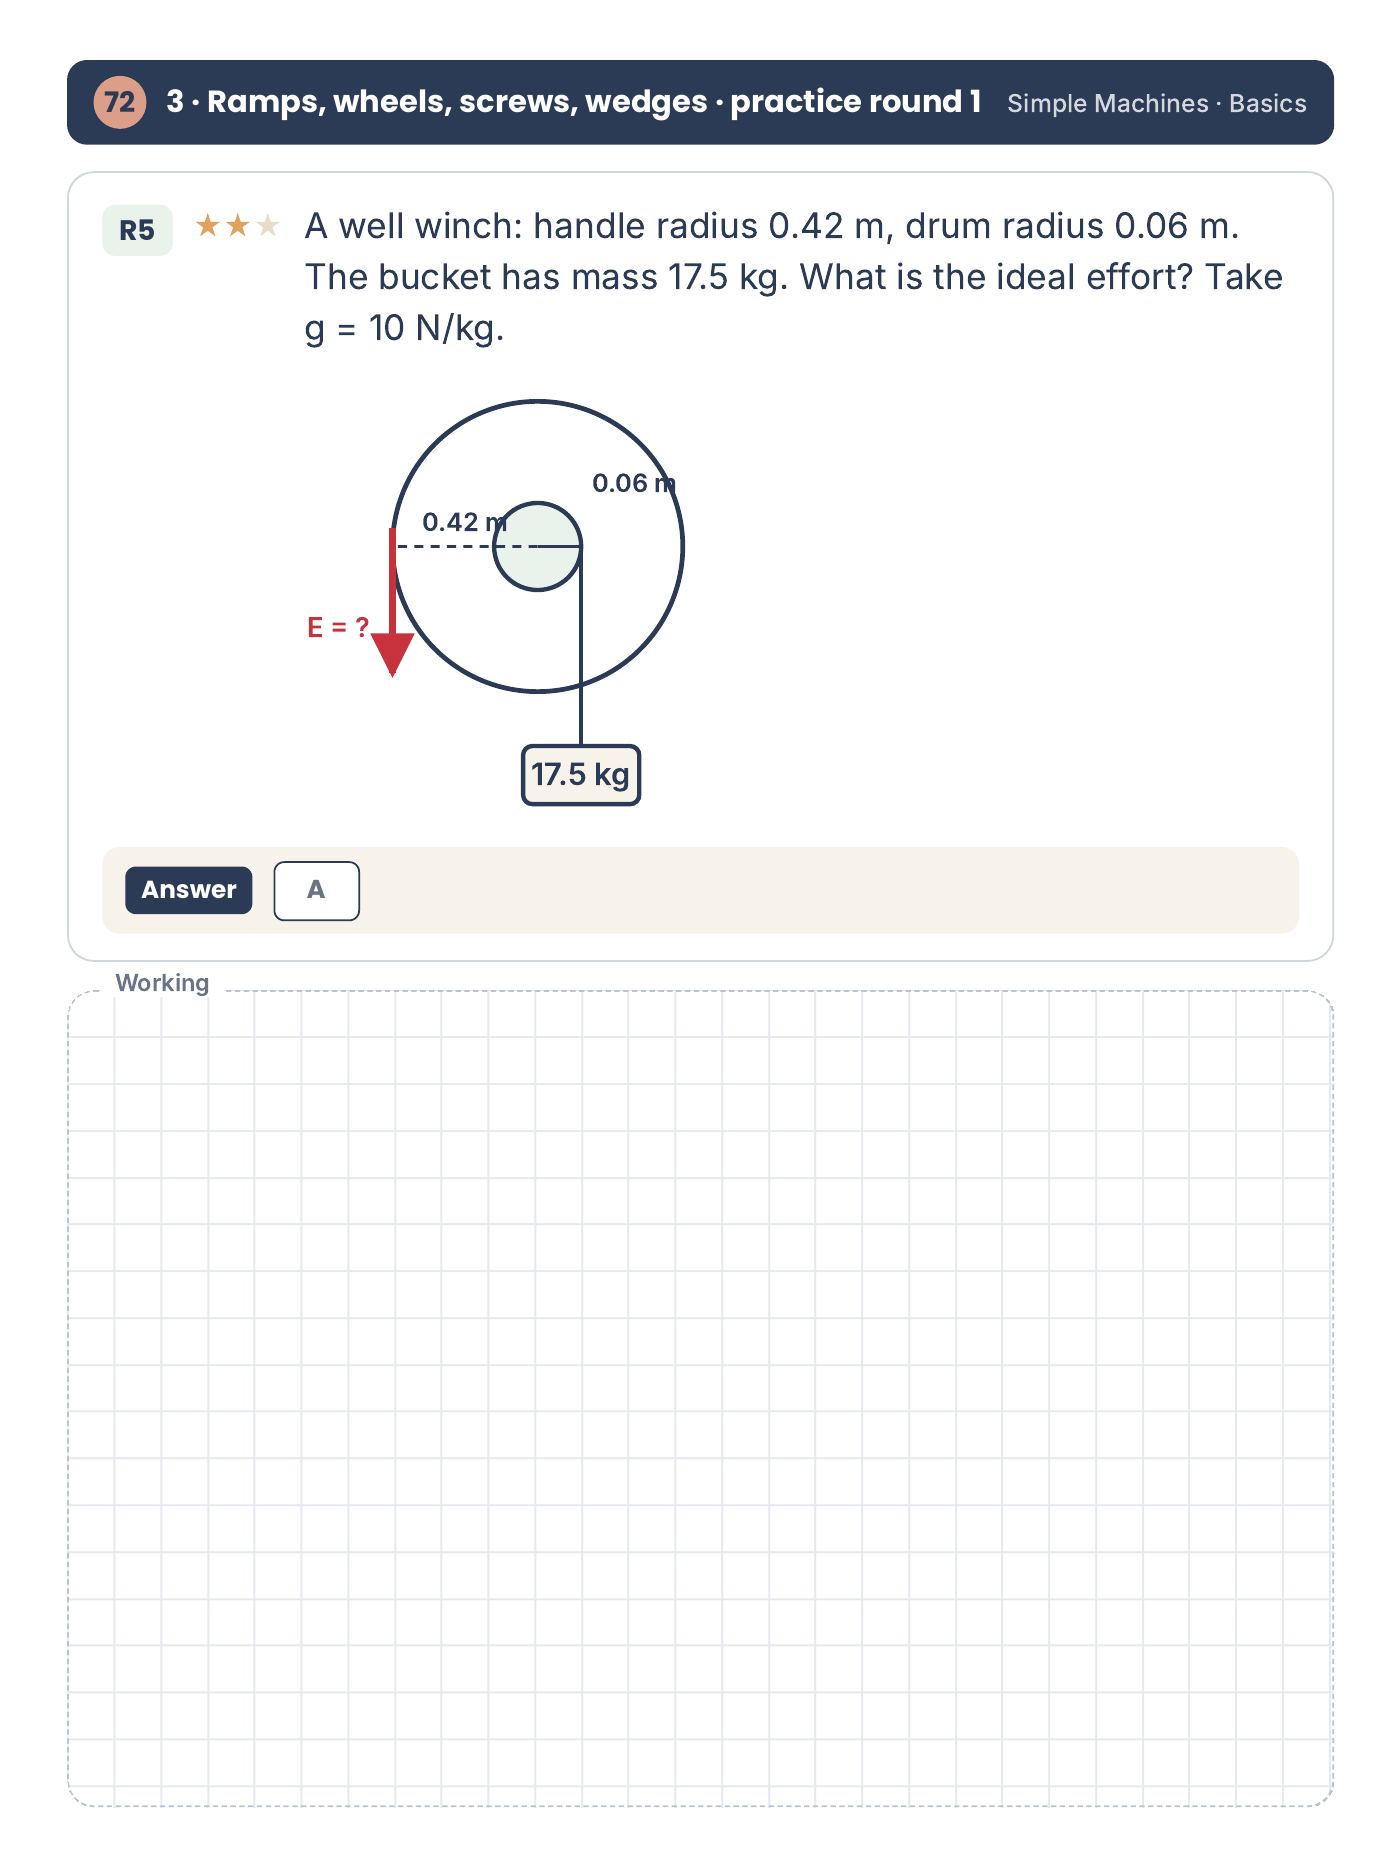 72 3 · Ramps, wheels, screws, wedges · practice round 1 Simple Machines · Basics
R5 ★★★ A well winch: handle radius 0.42 m, drum radius 0.06 m.
The bucket has mass 17.5 kg. What is the ideal effort? Take
g = 10 N/kg.
0.06 m
0.42 m
E = ?
17.5 kg
Answer A
Working